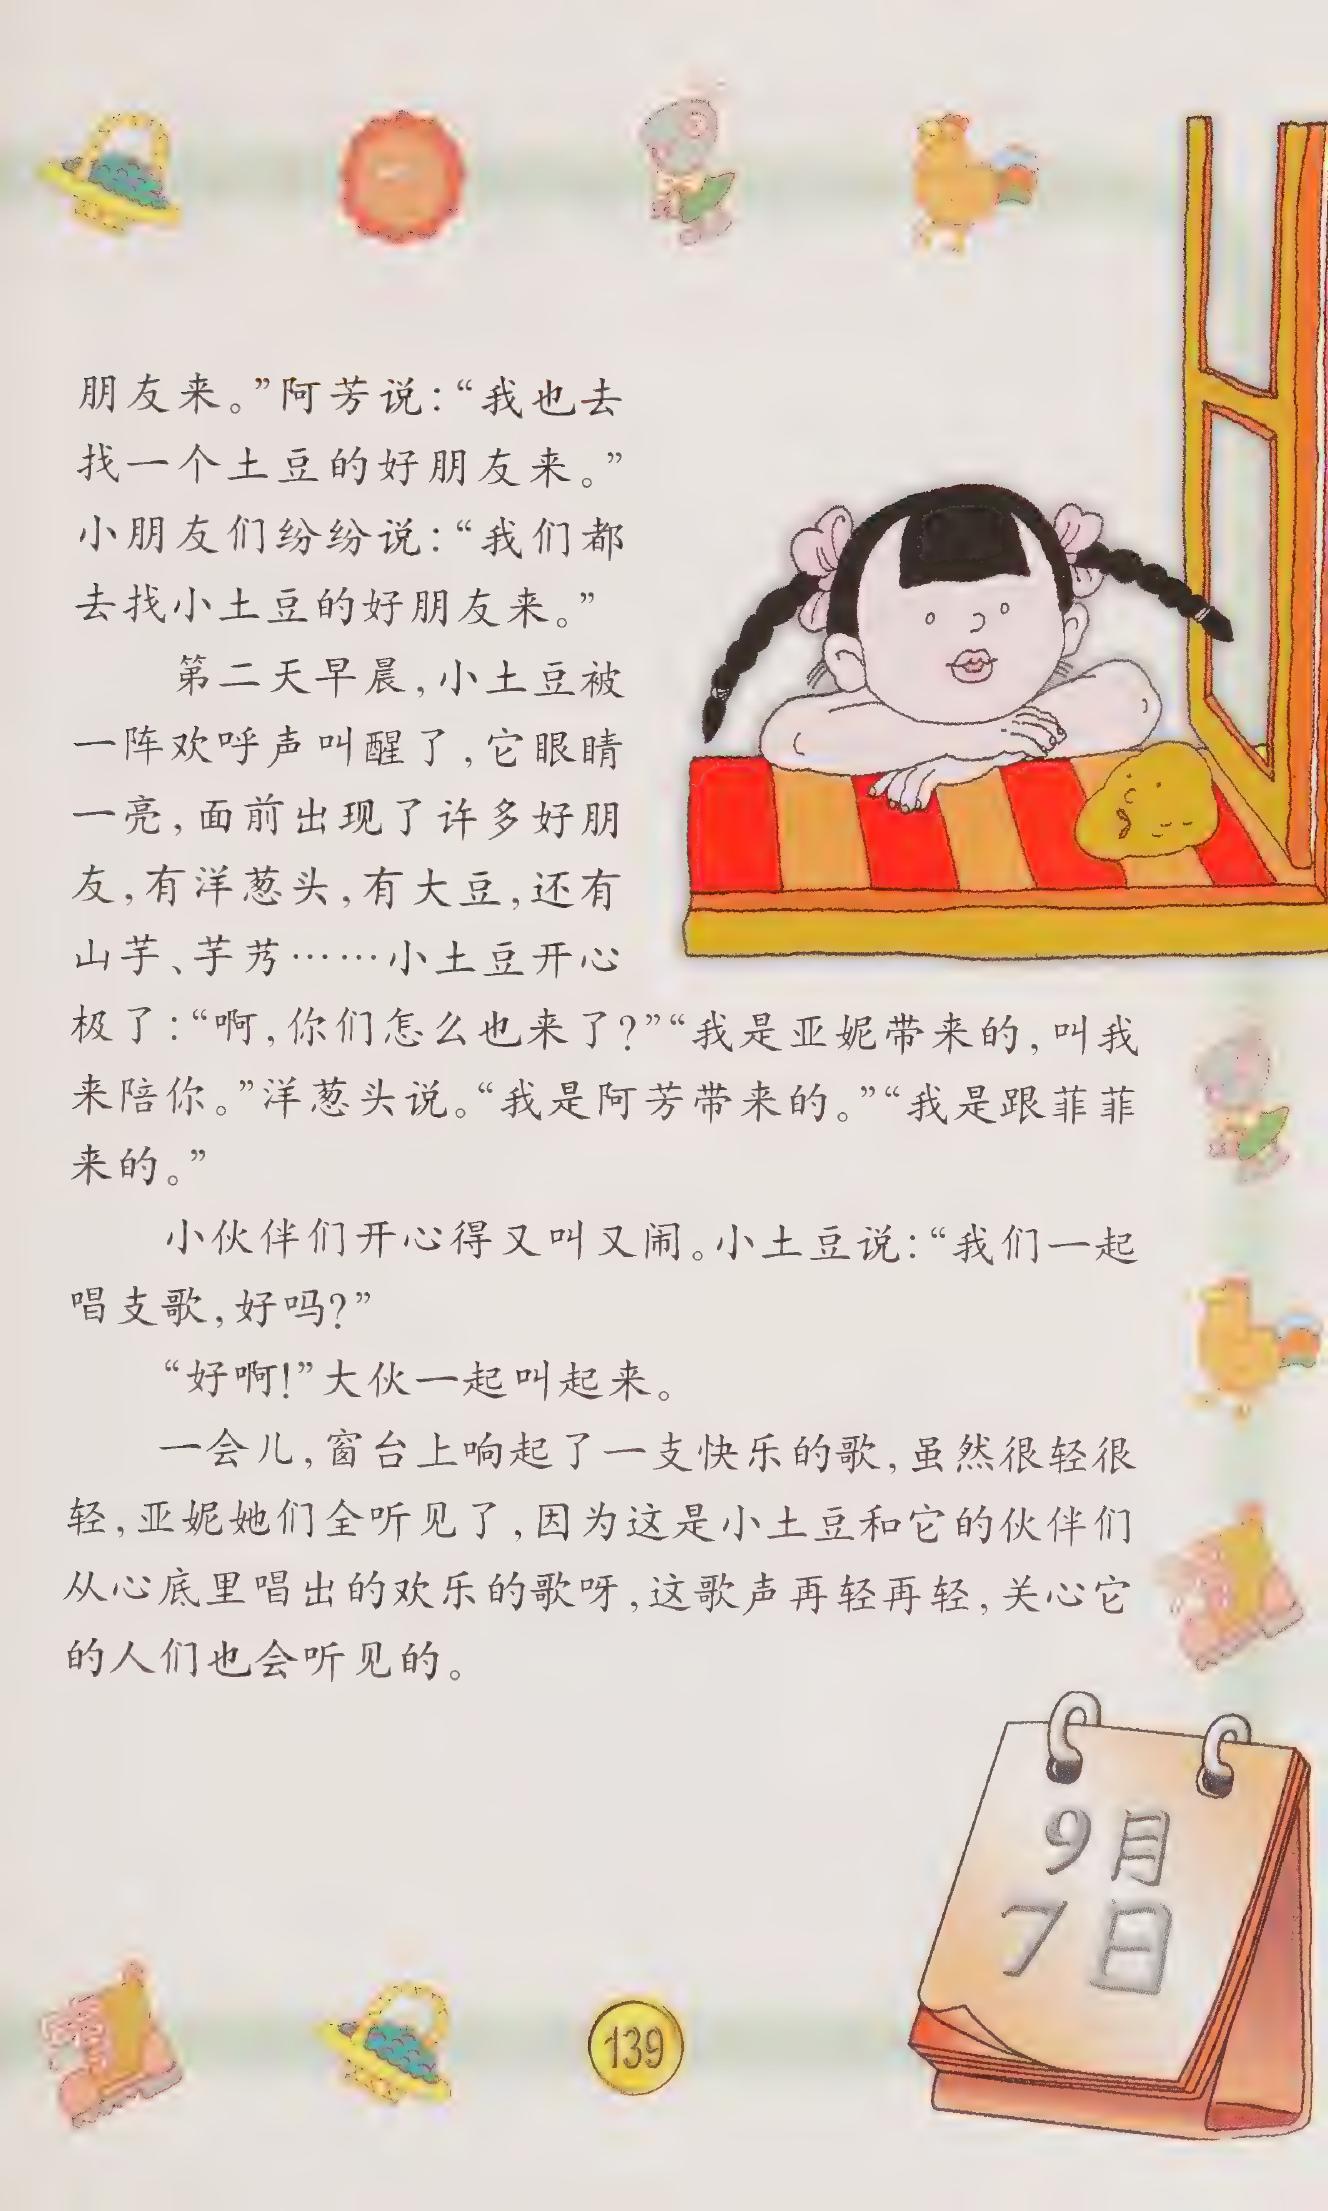 朋友来。”阿芳说：“我也去
找一个土豆的好朋友来。”
小朋友们纷纷说：“我们都
去找小土豆的好朋友来。”
第二天早晨，小土豆被
一阵欢呼声叫醒了，它眼睛
一亮，面前出现了许多好朋
友，有洋葱头，有大豆，还有
山芋、芋艿……小土豆开心
极了：“啊，你们怎么也来了？”“我是亚妮带来的，叫我
来陪你。”洋葱头说。“我是阿芳带来的。”“我是跟菲菲
来的。”
小伙伴们开心得又叫又闹。小土豆说：“我们一起
唱支歌，好吗？”
“好啊！”大伙一起叫起来。
一会儿，窗台上响起了一支快乐的歌，虽然很轻很
轻，亚妮她们全听见了，因为这是小土豆和它的伙伴们
从心底里唱出的欢乐的歌呀，这歌声再轻再轻，关心它
的人们也会听见的。
9月
7日
139